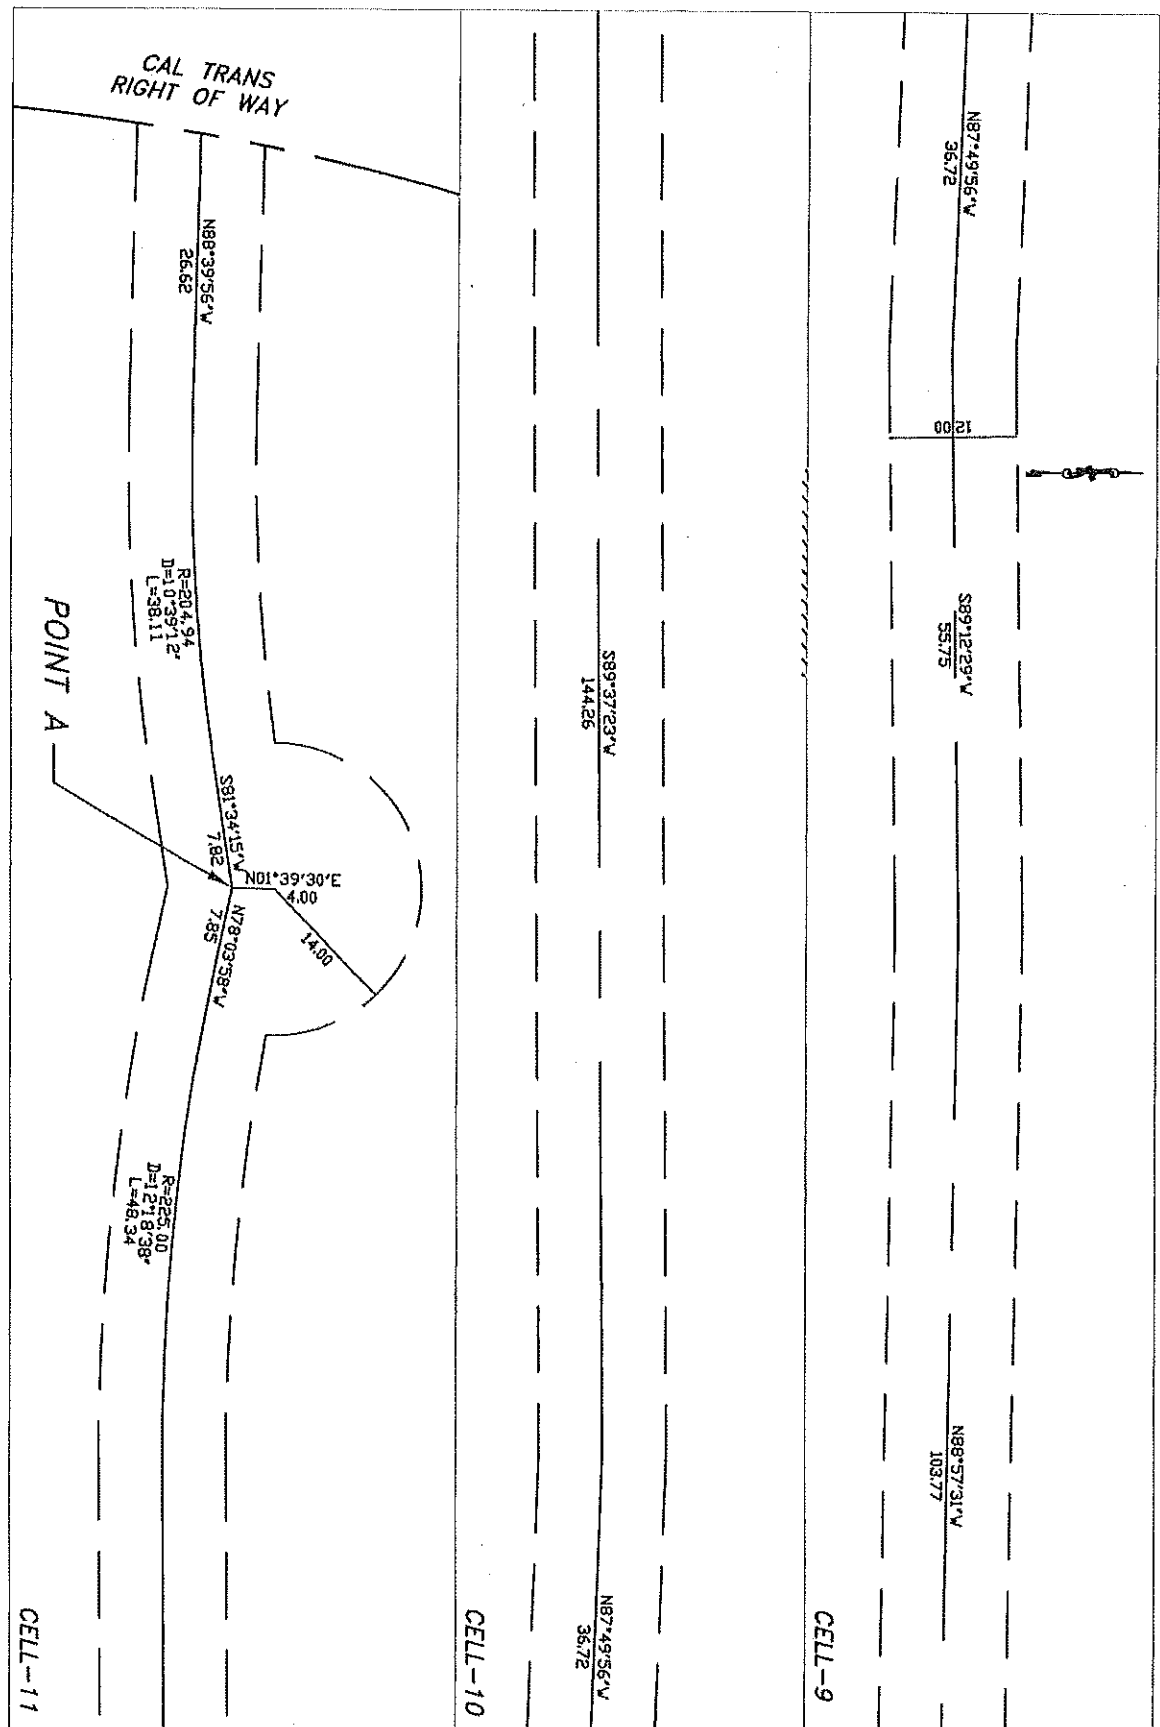 N87°49'56"W
36.72
12.00
S89°12'29"W
55.75
N88°57'31"W
103.77
CELL-9
S89°37'23"W
144.26
N87°49'56"W
36.72
CELL-10
CAL TRANS
RIGHT OF WAY
N88°39'56"W
26.62
R=204.94
D=10°39'12"
L=38.11
POINT A
S81°34'15"W
7.82
N01°39'30"E
4.00
14.00
N78°03'58"W
7.85
R=225.00
D=12°18'38"
L=48.34
CELL-11